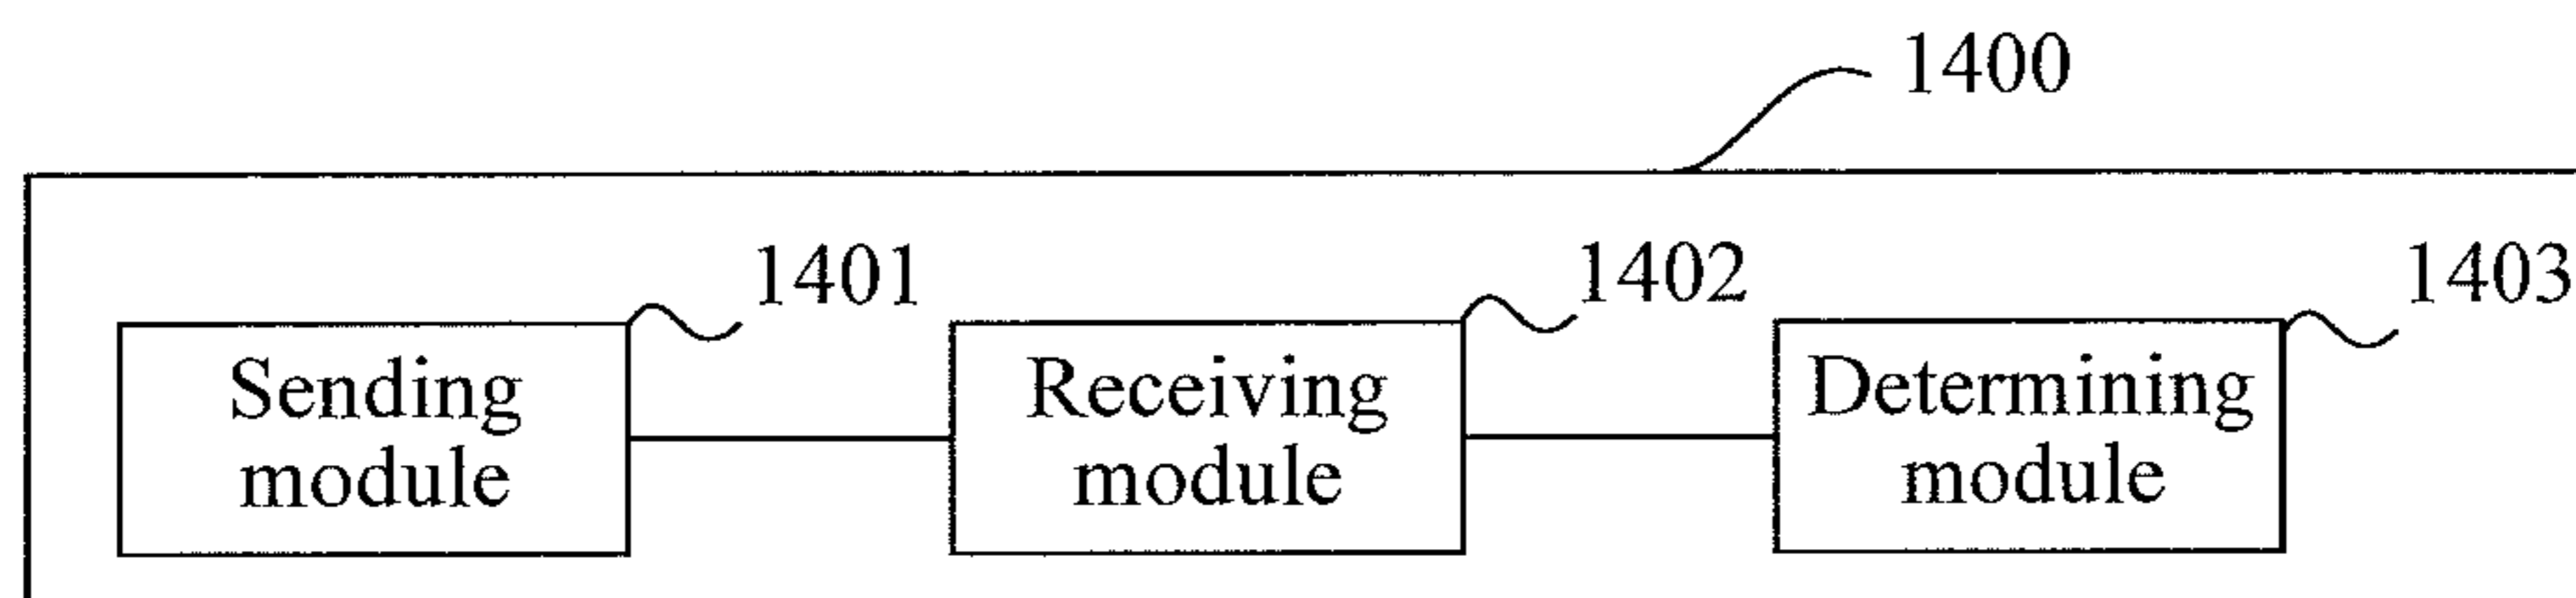 1400
1401
1402
1403
Sending
module
Receiving
module
Determining
module